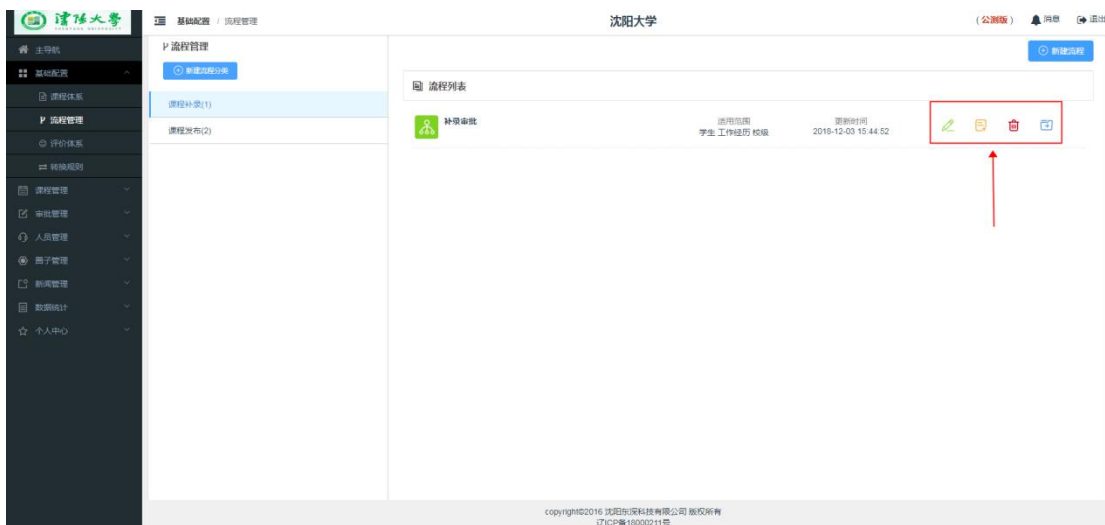 沈阳大学
SHENYANG UNIVERSITY
基础配置 / 流程管理
沈阳大学
(公测版)
消息
退出
主导航
基础配置
课程体系
流程管理
评价体系
转换规则
课程管理
审批管理
人员管理
圈子管理
新闻管理
数据统计
个人中心
流程管理
新建流程分类
课程补录(1)
课程发布(2)
新建流程
流程列表
补录审批
适用范围
学生 工作经历 校级
更新时间
2018-12-03 15:44:52
copyright©2016 沈阳东深科技有限公司 版权所有
辽ICP备18000211号